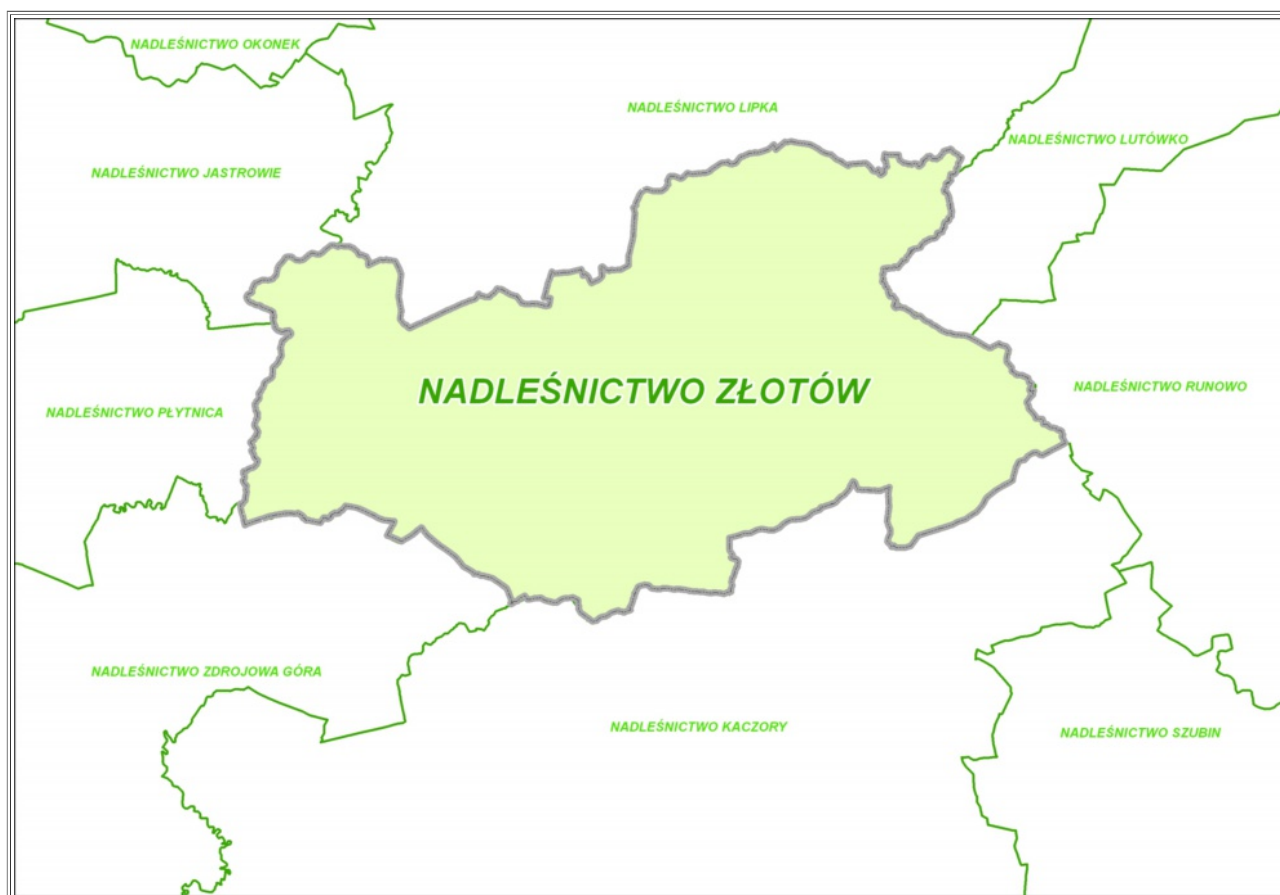 NADLEŚNICTWO OKONEK
NADLEŚNICTWO LIPKA
NADLEŚNICTWO LUTÓWKO
NADLEŚNICTWO JASTROWIE
NADLEŚNICTWO ZŁOTÓW
NADLEŚNICTWO RUNOWO
NADLEŚNICTWO PŁYTNICA
NADLEŚNICTWO ZDROJOWA GÓRA
NADLEŚNICTWO KACZORY
NADLEŚNICTWO SZUBIN